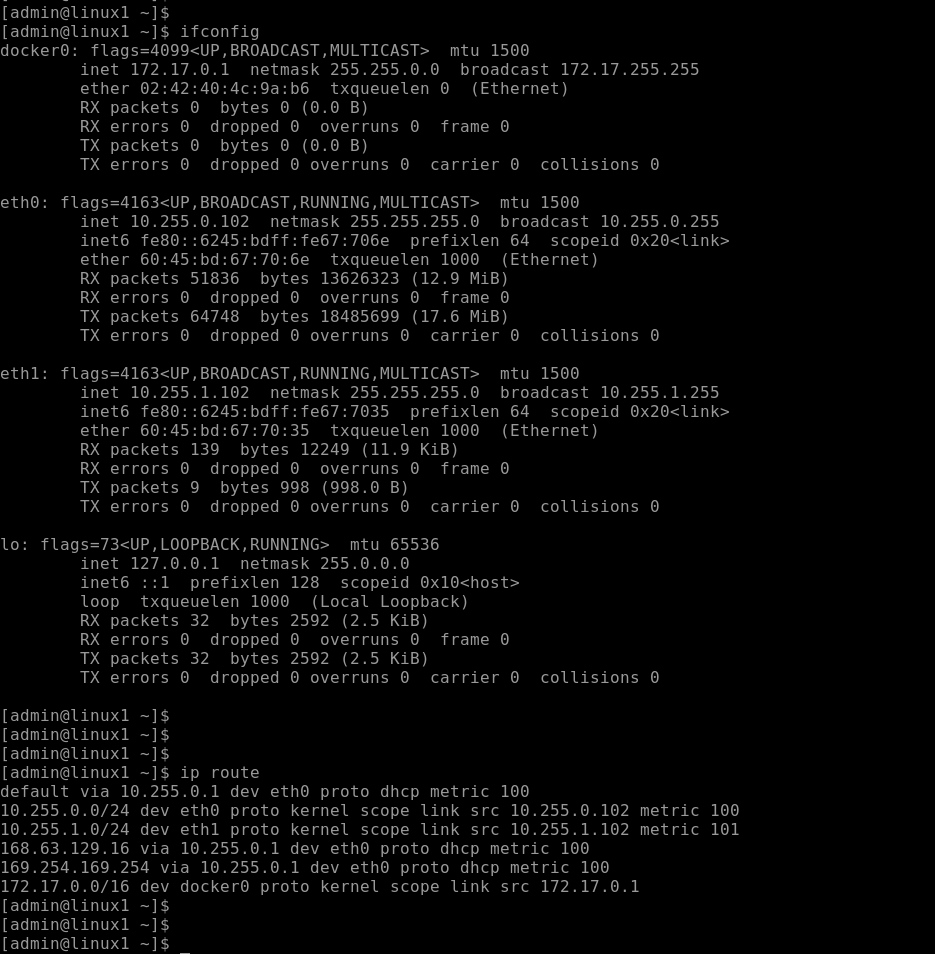 [admin@linux1 ~]$
[admin@linux1 ~]$ ifconfig
docker0: flags=4099<UP,BROADCAST,MULTICAST>  mtu 1500
        inet 172.17.0.1  netmask 255.255.0.0  broadcast 172.17.255.255
        ether 02:42:40:4c:9a:b6  txqueuelen 0  (Ethernet)
        RX packets 0  bytes 0 (0.0 B)
        RX errors 0  dropped 0  overruns 0  frame 0
        TX packets 0  bytes 0 (0.0 B)
        TX errors 0  dropped 0 overruns 0  carrier 0  collisions 0

eth0: flags=4163<UP,BROADCAST,RUNNING,MULTICAST>  mtu 1500
        inet 10.255.0.102  netmask 255.255.255.0  broadcast 10.255.0.255
        inet6 fe80::6245:bdff:fe67:706e  prefixlen 64  scopeid 0x20<link>
        ether 60:45:bd:67:70:6e  txqueuelen 1000  (Ethernet)
        RX packets 51836  bytes 13626323 (12.9 MiB)
        RX errors 0  dropped 0  overruns 0  frame 0
        TX packets 64748  bytes 18485699 (17.6 MiB)
        TX errors 0  dropped 0 overruns 0  carrier 0  collisions 0

eth1: flags=4163<UP,BROADCAST,RUNNING,MULTICAST>  mtu 1500
        inet 10.255.1.102  netmask 255.255.255.0  broadcast 10.255.1.255
        inet6 fe80::6245:bdff:fe67:7035  prefixlen 64  scopeid 0x20<link>
        ether 60:45:bd:67:70:35  txqueuelen 1000  (Ethernet)
        RX packets 139  bytes 12249 (11.9 KiB)
        RX errors 0  dropped 0  overruns 0  frame 0
        TX packets 9  bytes 998 (998.0 B)
        TX errors 0  dropped 0 overruns 0  carrier 0  collisions 0

lo: flags=73<UP,LOOPBACK,RUNNING>  mtu 65536
        inet 127.0.0.1  netmask 255.0.0.0
        inet6 ::1  prefixlen 128  scopeid 0x10<host>
        loop  txqueuelen 1000  (Local Loopback)
        RX packets 32  bytes 2592 (2.5 KiB)
        RX errors 0  dropped 0  overruns 0  frame 0
        TX packets 32  bytes 2592 (2.5 KiB)
        TX errors 0  dropped 0 overruns 0  carrier 0  collisions 0

[admin@linux1 ~]$
[admin@linux1 ~]$
[admin@linux1 ~]$
[admin@linux1 ~]$ ip route
default via 10.255.0.1 dev eth0 proto dhcp metric 100
10.255.0.0/24 dev eth0 proto kernel scope link src 10.255.0.102 metric 100
10.255.1.0/24 dev eth1 proto kernel scope link src 10.255.1.102 metric 101
168.63.129.16 via 10.255.0.1 dev eth0 proto dhcp metric 100
169.254.169.254 via 10.255.0.1 dev eth0 proto dhcp metric 100
172.17.0.0/16 dev docker0 proto kernel scope link src 172.17.0.1
[admin@linux1 ~]$
[admin@linux1 ~]$
[admin@linux1 ~]$